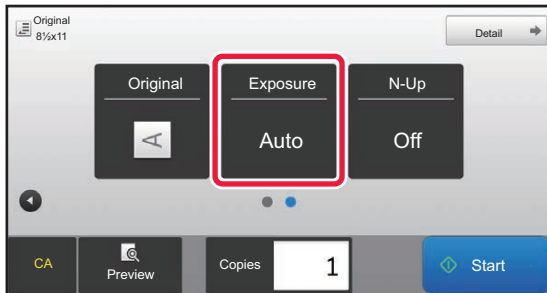 Original
8½x11
Detail
Original
Exposure
N-Up
A
Auto
Off
CA
Preview
Copies
1
Start